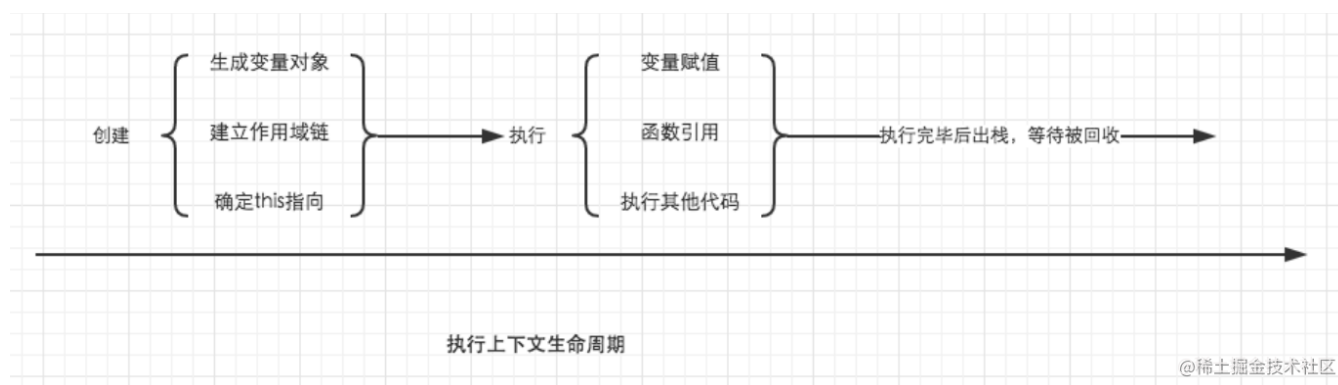 生成变量对象
变量赋值
创建
建立作用域链
执行
函数引用
执行完毕后出栈，等待被回收
确定this指向
执行其他代码
执行上下文生命周期
@稀土掘金技术社区